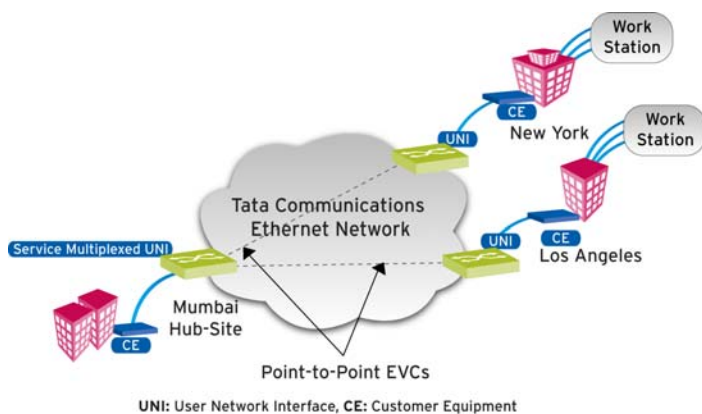 Work
Station
CE
UNI
New York
Work
Station
Tata Communications
Ethernet Network
UNI
CE
Los Angeles
Service Multiplexed UNI
Mumbai
Hub-Site
CE
Point-to-Point EVCs
UNI: User Network Interface, CE: Customer Equipment